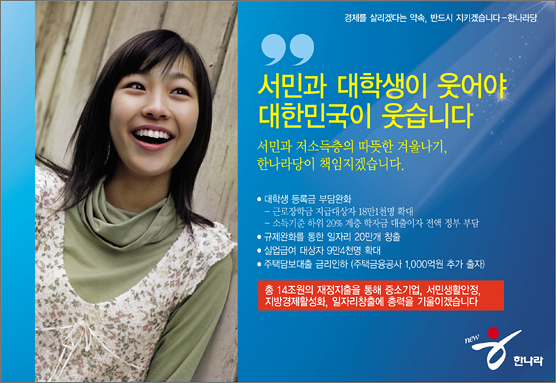 경제를 살리겠다는 약속, 반드시 지키겠습니다-한나라당
서민과 대학생이 웃어야
대한민국이 웃습니다
서민과 저소득층의 따뜻한 겨울나기,
한나라당이 책임지겠습니다.
• 대학생 등록금 부담완화
- 근로장학금 지급대상자 18만1천명 확대
- 소득기준 하위 20% 계층 학자금 대출이자 전액 정부 부담
• 규제완화를 통한 일자리 20만개 창출
• 실업급여 대상자 9만4천명 확대
• 주택담보대출 금리인하 (주택금융공사 1,000억원 추가 출자)
총 14조원의 재정지출을 통해 중소기업, 서민생활안정,
지방경제활성화, 일자리창출에 총력을 기울이겠습니다
new 한나라